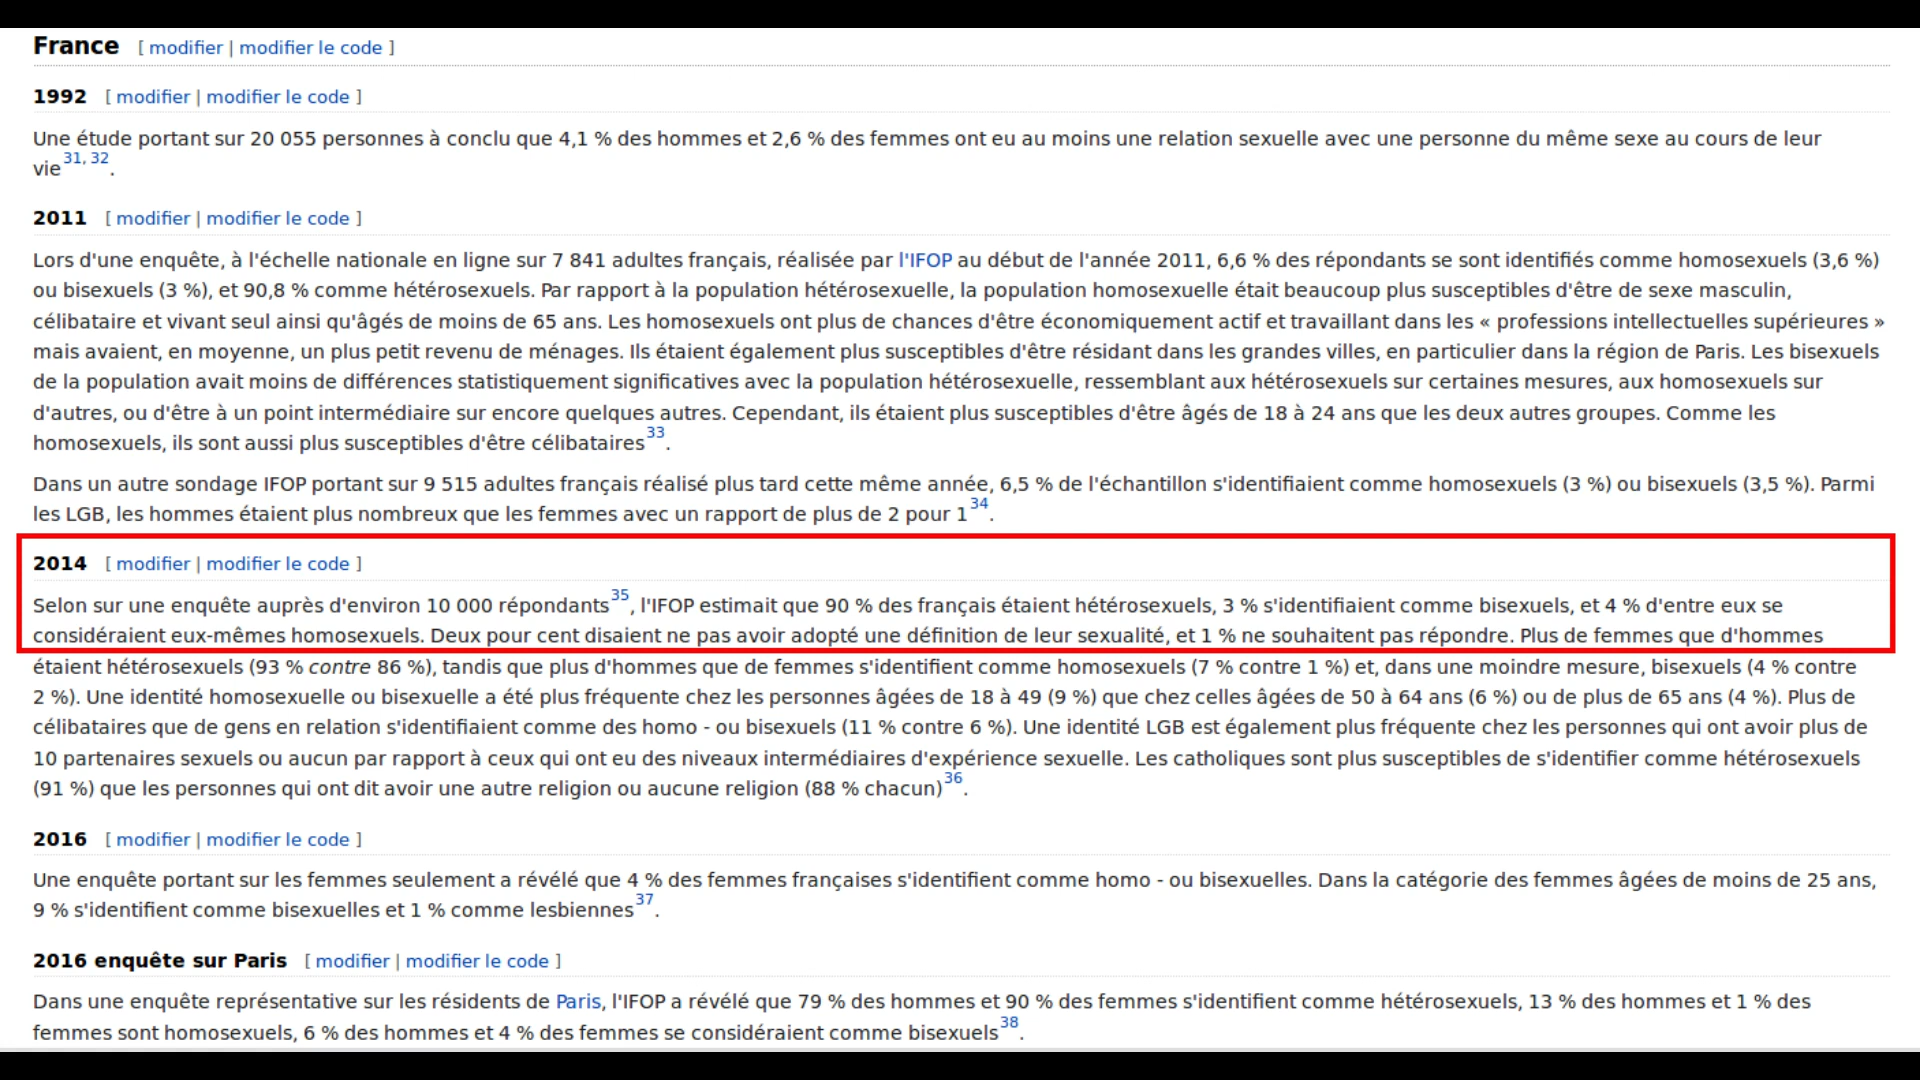 France [ modifier | modifier le code ]
1992 [ modifier | modifier le code ]
Une étude portant sur 20 055 personnes à conclu que 4,1 % des hommes et 2,6 % des femmes ont eu au moins une relation sexuelle avec une personne du même sexe au cours de leur
vie31, 32.
2011 [ modifier | modifier le code ]
Lors d'une enquête, à l'échelle nationale en ligne sur 7 841 adultes français, réalisée par l'IFOP au début de l'année 2011, 6,6 % des répondants se sont identifiés comme homosexuels (3,6 %)
ou bisexuels (3 %), et 90,8 % comme hétérosexuels. Par rapport à la population hétérosexuelle, la population homosexuelle était beaucoup plus susceptibles d'être de sexe masculin,
célibataire et vivant seul ainsi qu'âgés de moins de 65 ans. Les homosexuels ont plus de chances d'être économiquement actif et travaillant dans les « professions intellectuelles supérieures »
mais avaient, en moyenne, un plus petit revenu de ménages. Ils étaient également plus susceptibles d'être résidant dans les grandes villes, en particulier dans la région de Paris. Les bisexuels
de la population avait moins de différences statistiquement significatives avec la population hétérosexuelle, ressemblant aux hétérosexuels sur certaines mesures, aux homosexuels sur
d'autres, ou d'être à un point intermédiaire sur encore quelques autres. Cependant, ils étaient plus susceptibles d'être âgés de 18 à 24 ans que les deux autres groupes. Comme les
homosexuels, ils sont aussi plus susceptibles d'être célibataires33.
Dans un autre sondage IFOP portant sur 9 515 adultes français réalisé plus tard cette même année, 6,5 % de l'échantillon s'identifiaient comme homosexuels (3 %) ou bisexuels (3,5 %). Parmi
les LGB, les hommes étaient plus nombreux que les femmes avec un rapport de plus de 2 pour 134.
2014 [ modifier | modifier le code ]
Selon sur une enquête auprès d'environ 10 000 répondants35, l'IFOP estimait que 90 % des français étaient hétérosexuels, 3 % s'identifiaient comme bisexuels, et 4 % d'entre eux se
considéraient eux-mêmes homosexuels. Deux pour cent disaient ne pas avoir adopté une définition de leur sexualité, et 1 % ne souhaitent pas répondre. Plus de femmes que d'hommes
étaient hétérosexuels (93 % contre 86 %), tandis que plus d'hommes que de femmes s'identifient comme homosexuels (7 % contre 1 %) et, dans une moindre mesure, bisexuels (4 % contre
2 %). Une identité homosexuelle ou bisexuelle a été plus fréquente chez les personnes âgées de 18 à 49 (9 %) que chez celles âgées de 50 à 64 ans (6 %) ou de plus de 65 ans (4 %). Plus de
célibataires que de gens en relation s'identifiaient comme des homo - ou bisexuels (11 % contre 6 %). Une identité LGB est également plus fréquente chez les personnes qui ont avoir plus de
10 partenaires sexuels ou aucun par rapport à ceux qui ont eu des niveaux intermédiaires d'expérience sexuelle. Les catholiques sont plus susceptibles de s'identifier comme hétérosexuels
(91 %) que les personnes qui ont dit avoir une autre religion ou aucune religion (88 % chacun)36.
2016 [ modifier | modifier le code ]
Une enquête portant sur les femmes seulement a révélé que 4 % des femmes françaises s'identifient comme homo - ou bisexuelles. Dans la catégorie des femmes âgées de moins de 25 ans,
9 % s'identifient comme bisexuelles et 1 % comme lesbiennes37.
2016 enquête sur Paris [ modifier | modifier le code ]
Dans une enquête représentative sur les résidents de Paris, l'IFOP a révélé que 79 % des hommes et 90 % des femmes s'identifient comme hétérosexuels, 13 % des hommes et 1 % des
femmes sont homosexuels, 6 % des hommes et 4 % des femmes se considéraient comme bisexuels38.